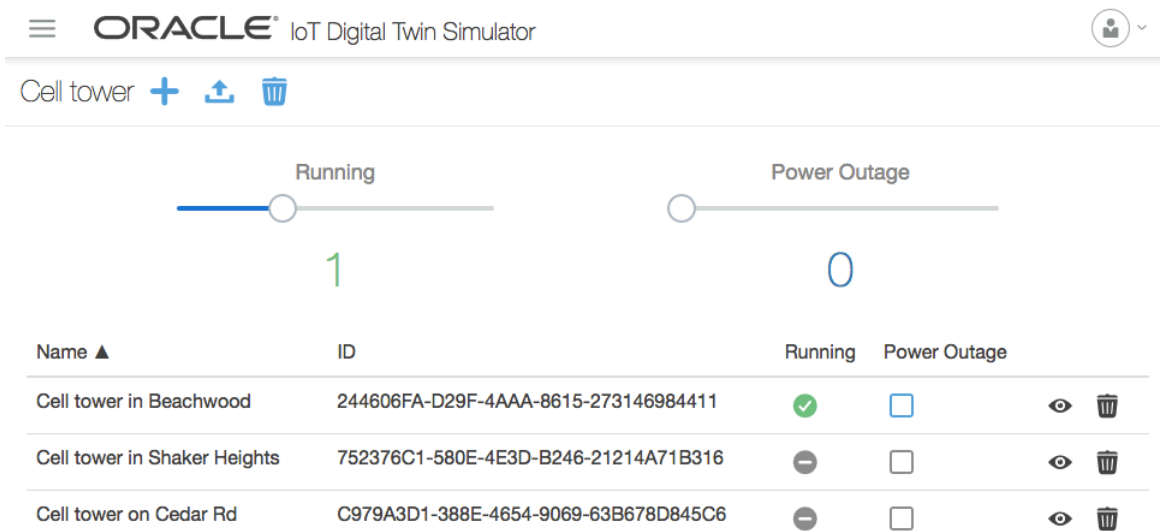 ORACLE® IoT Digital Twin Simulator
Cell tower
Running Power Outage
1 0
Name ▲ ID Running Power Outage
Cell tower in Beachwood 244606FA-D29F-4AAA-8615-273146984411
Cell tower in Shaker Heights 752376C1-580E-4E3D-B246-21214A71B316
Cell tower on Cedar Rd C979A3D1-388E-4654-9069-63B678D845C6